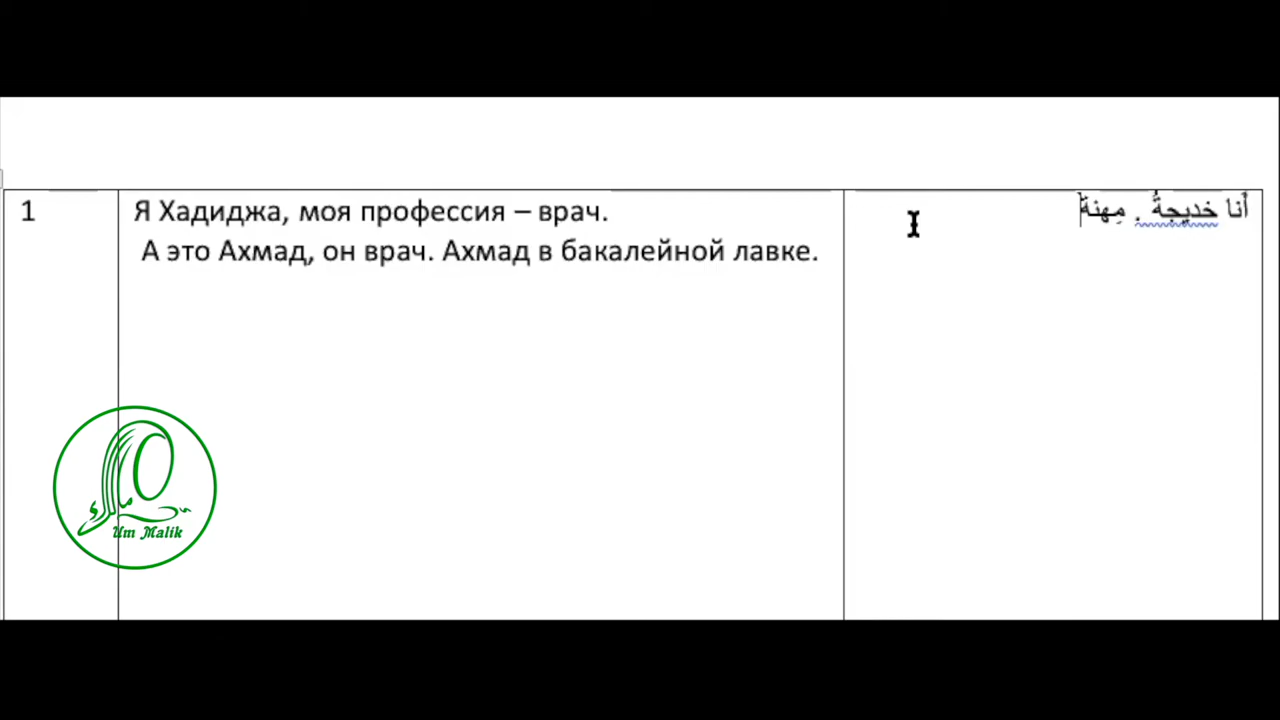 1
Я Хадиджа, моя профессия – врач.
А это Ахмад, он врач. Ахмад в бакалейной лавке.
أنا خديجةُ . مِهنة
Um Malik